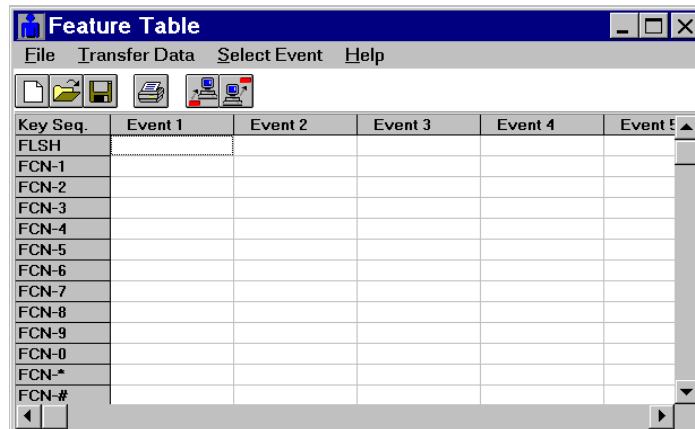 Feature Table
File Transfer Data Select Event Help
Key Seq. Event 1 Event 2 Event 3 Event 4 Event 5
FLSH
FCN-1
FCN-2
FCN-3
FCN-4
FCN-5
FCN-6
FCN-7
FCN-8
FCN-9
FCN-0
FCN-*
FCN-#